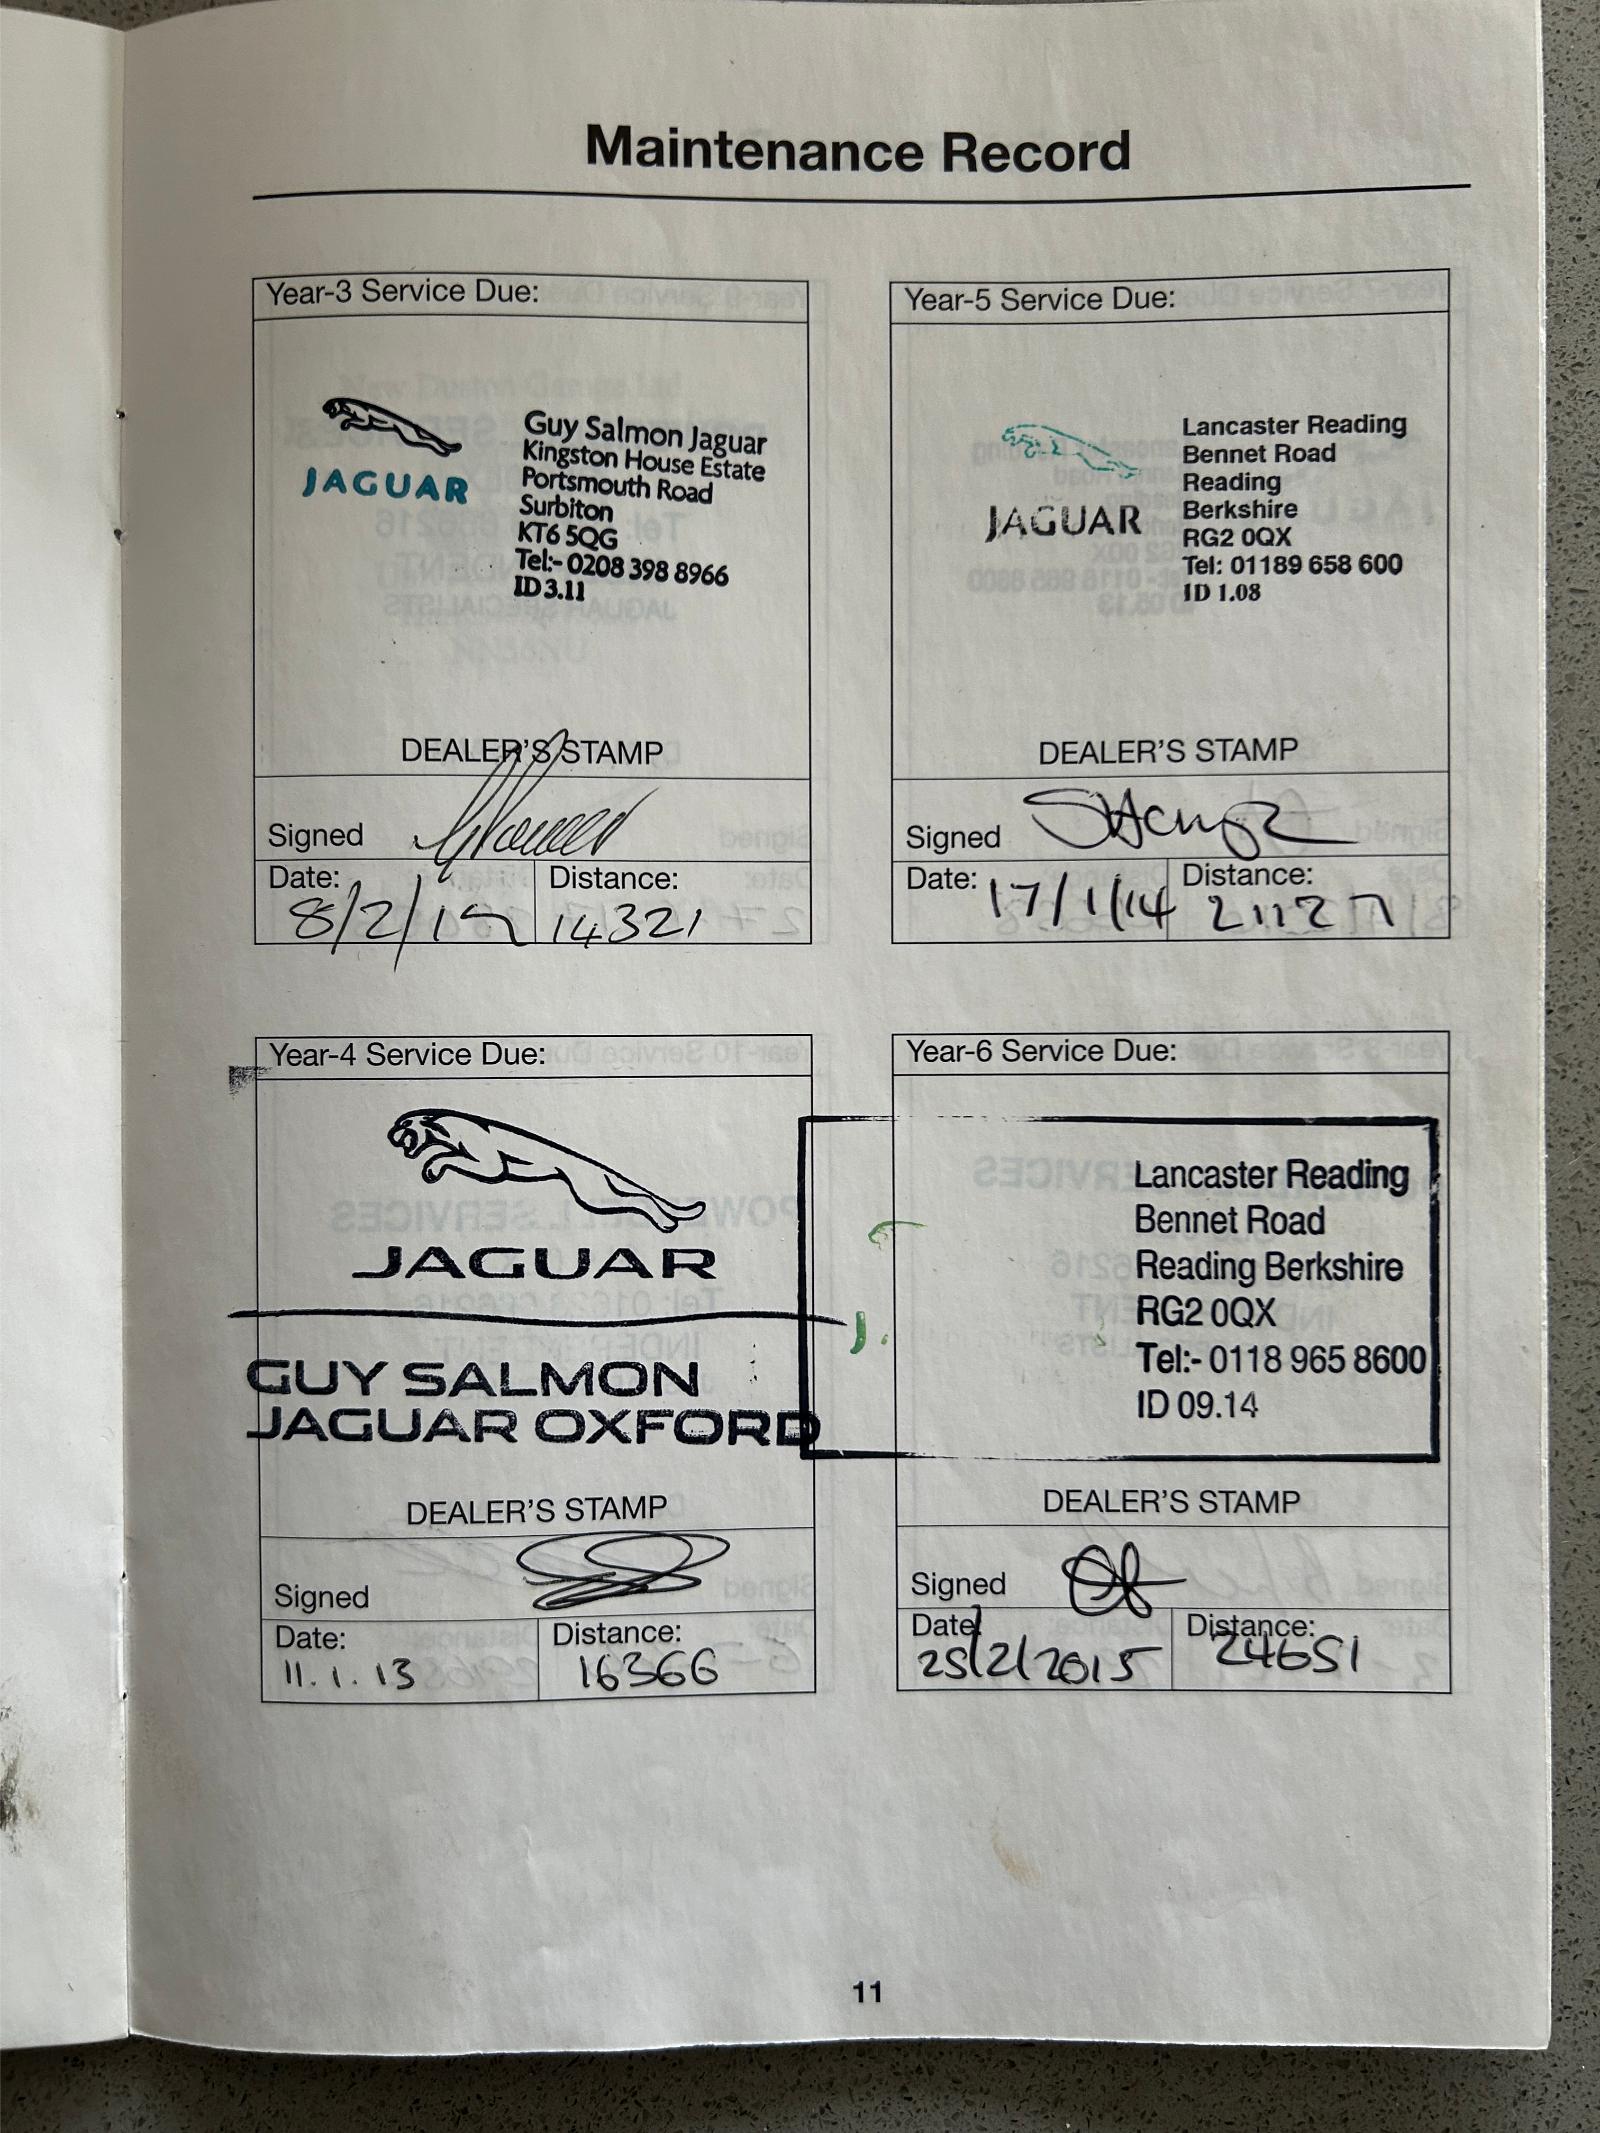 Maintenance Record
Year-3 Service Due:
JAGUAR
Guy Salmon Jaguar
Kingston House Estate
Portsmouth Road
Surbiton
KT6 5QG
Tel:- 0208 398 8966
ID 3.11
DEALER'S STAMP
Signed
Date: 8/2/12
Distance: 14321
Year-4 Service Due:
JAGUAR
GUY SALMON
JAGUAR OXFORD
DEALER'S STAMP
Signed
Date: 11.1.13
Distance: 16366
Year-5 Service Due:
JAGUAR
Lancaster Reading
Bennet Road
Reading
Berkshire
RG2 0QX
Tel: 01189 658 600
ID 1.08
DEALER'S STAMP
Signed
Date: 17/1/14
Distance: 21127
Year-6 Service Due:
Lancaster Reading
Bennet Road
Reading Berkshire
RG2 0QX
Tel:- 0118 965 8600
ID 09.14
DEALER'S STAMP
Signed
Date: 25/2/2015
Distance: 24651
11